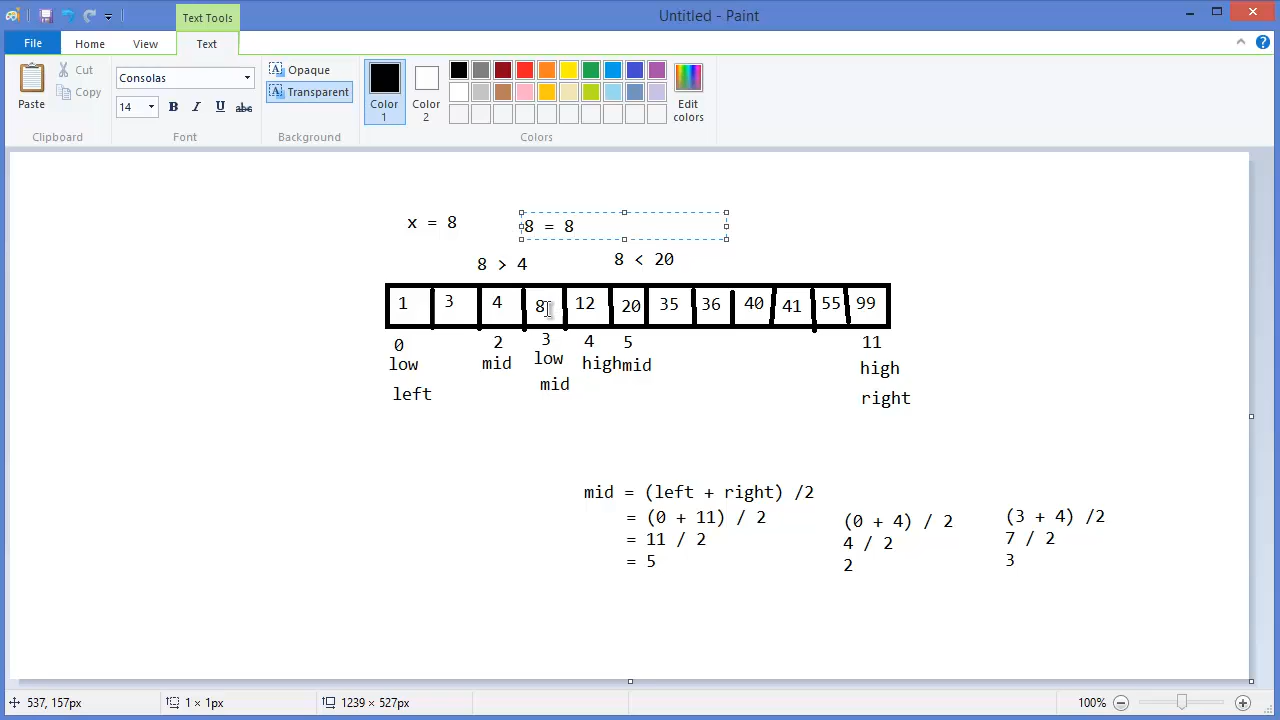 Text Tools
Untitled - Paint
File
Home
View
Text
Paste
Cut
Copy
Clipboard
Consolas
14
B I U abc
Font
Opaque
Transparent
Background
Color 1
Color 2
Edit colors
Colors
x = 8
8 = 8
8 > 4
8 < 20
1 3 4 8 12 20 35 36 40 41 55 99
0 2 3 4 5 11
low mid low high mid high
left mid right
mid = (left + right) /2
= (0 + 11) / 2
= 11 / 2
= 5
(0 + 4) / 2
4 / 2
2
(3 + 4) /2
7 / 2
3
537, 157px
1 × 1px
1239 × 527px
100%